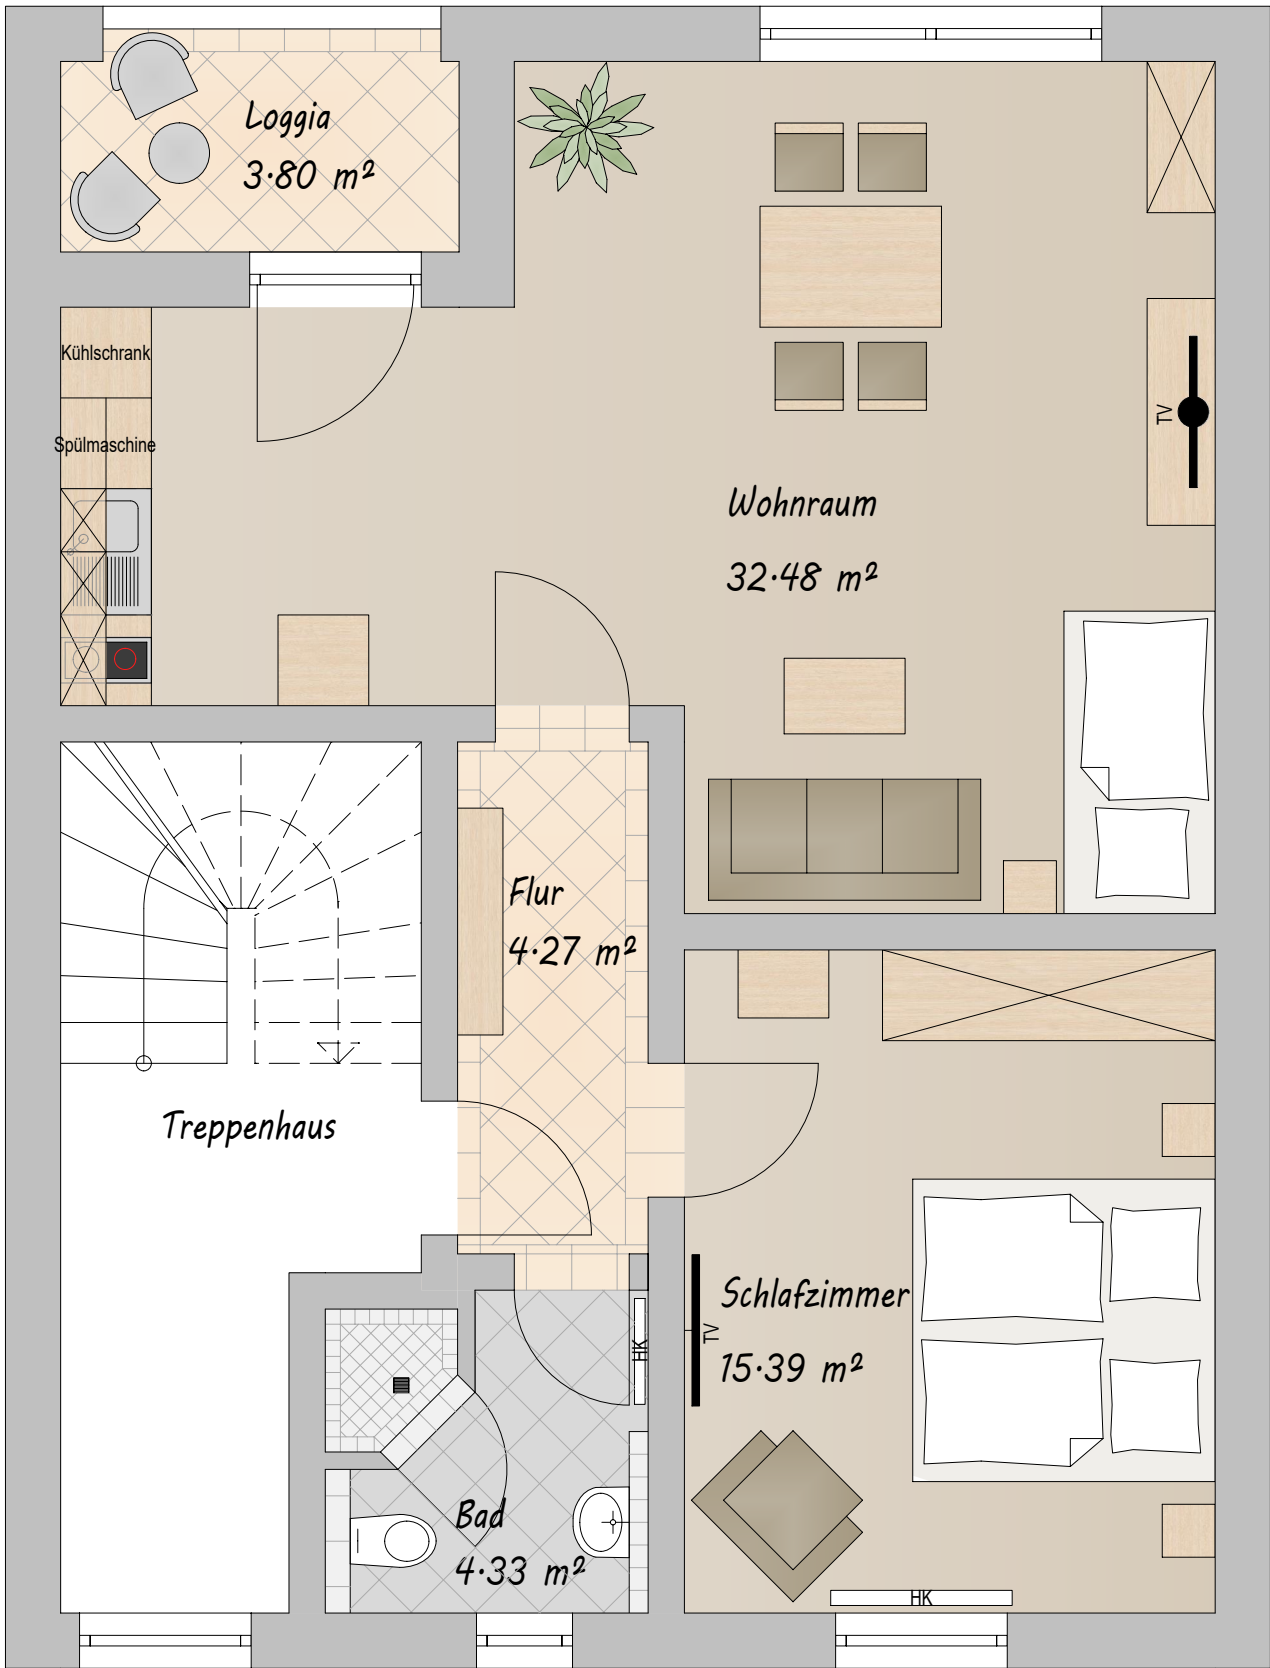 Loggia
3.80 m²
Kühlschrank
Spülmaschine
TV
Wohnraum
32.48 m²
Flur
4.27 m²
Treppenhaus
HK
Schlafzimmer
TV
15.39 m²
Bad
4.33 m²
HK